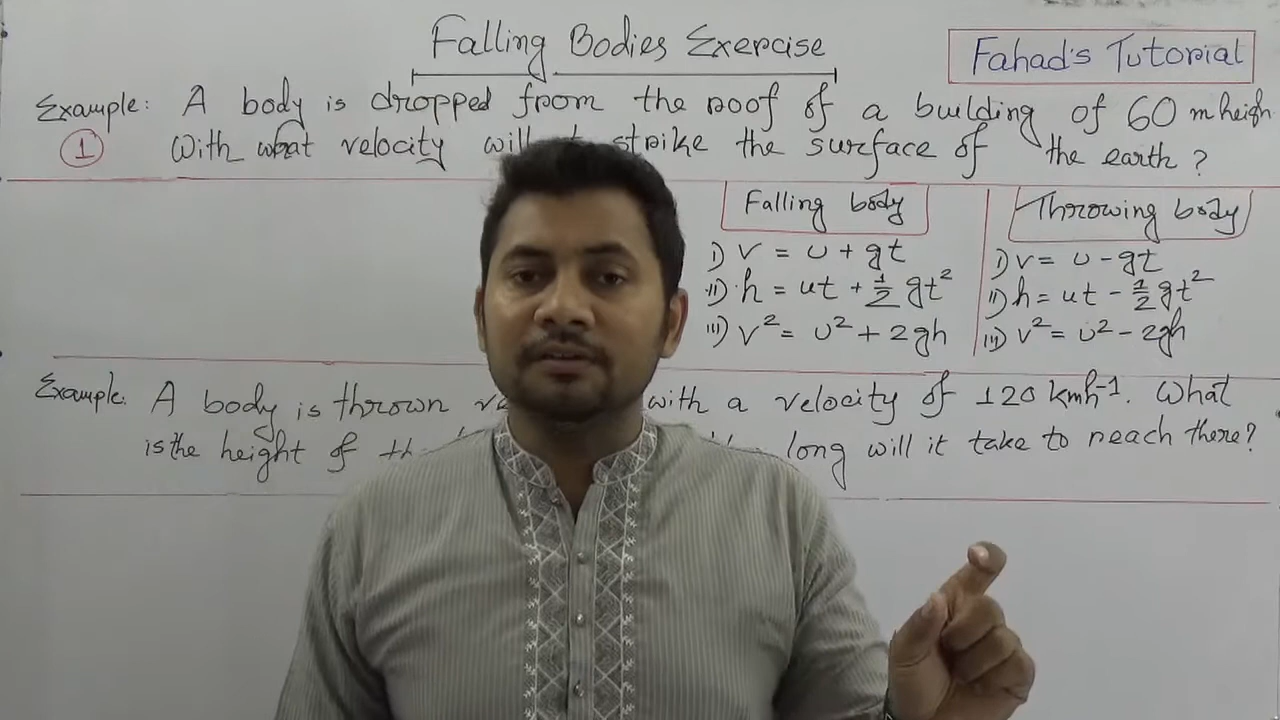 Falling Bodies Exercise
Fahad's Tutorial
Example: A body is dropped from the roof of a building of 60 m heigh
① With what velocity will strike the surface of the earth ?
Falling body
Throwing body
i) v = u + gt
ii) h = ut + 1/2 gt²
iii) v² = u² + 2gh
i) v = u - gt
ii) h = ut - 1/2 gt²
iii) v² = u² - 2gh
Example: A body is thrown with a velocity of 120 kmh⁻¹. What
is the height of long will it take to reach there?